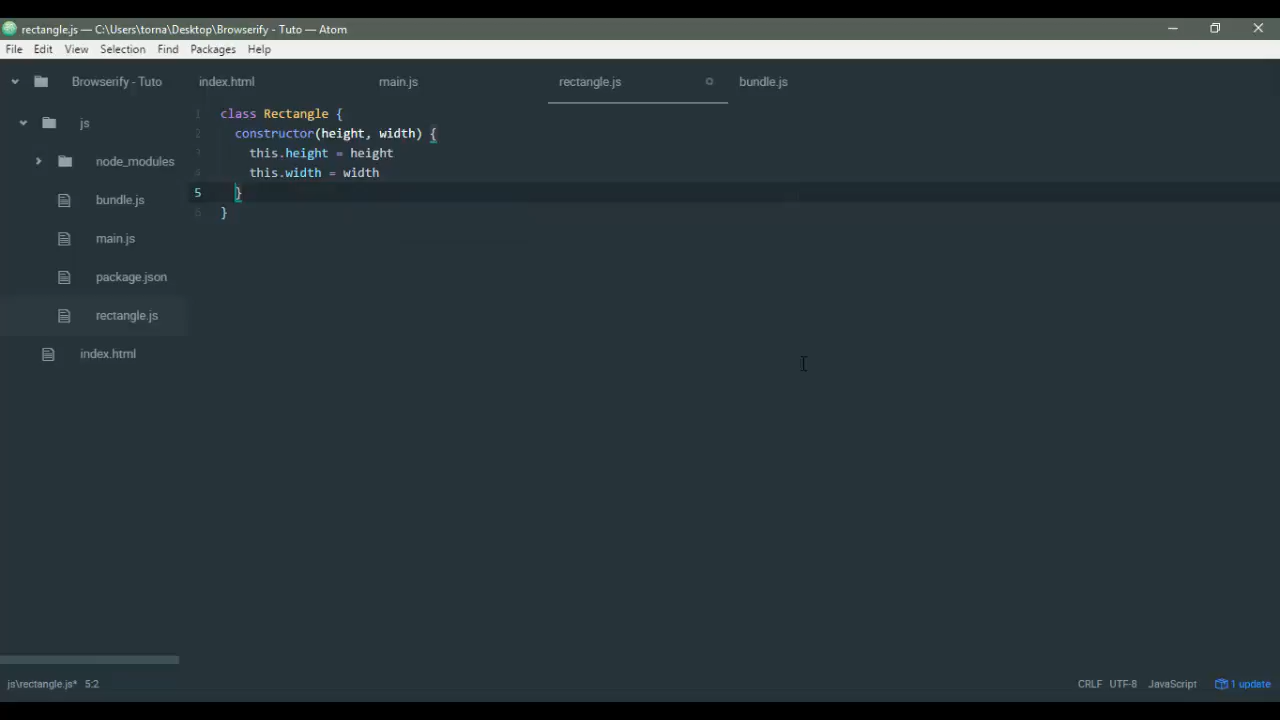 rectangle.js — C:\Users\torna\Desktop\Browserify - Tuto — Atom
File Edit View Selection Find Packages Help
Browserify - Tuto
js
node_modules
bundle.js
main.js
package.json
rectangle.js
index.html
index.html main.js rectangle.js bundle.js
1 class Rectangle {
2 constructor(height, width) {
3 this.height = height
4 this.width = width
5 }
6 }
js\rectangle.js* 5:2
CRLF UTF-8 JavaScript 1 update